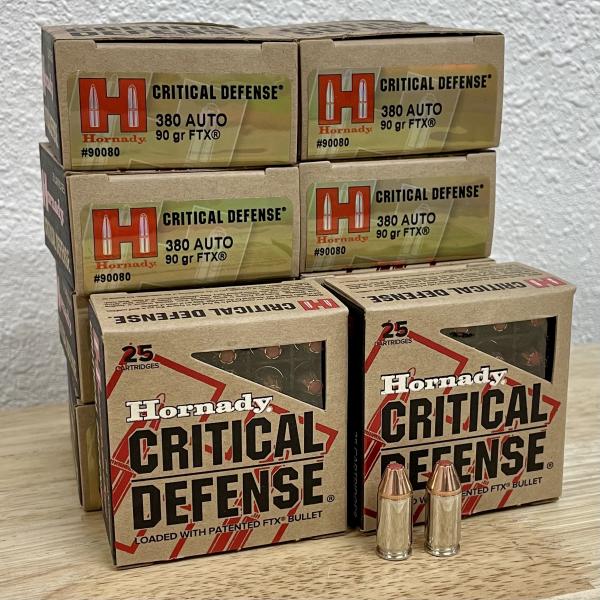 CRITICAL DEFENSE®
380 AUTO
90 gr FTX®
H
Hornady
#90080
CRITICAL DEFENSE®
380 AUTO
90 gr FTX®
H
Hornady
#90080
CRITICAL DEFENSE®
380 AUTO
90 gr FTX®
H
Hornady
#90080
CRITICAL DEFENSE®
380 AUTO
90 gr FTX®
H
Hornady
#90080
Hornady
H CRITICAL
DEFENSE
25
CARTRIDGES
Hornady
CRITICAL
DEFENSE®
LOADED WITH PATENTED FTX® BULLET
H CRITICAL
DEFENSE
25
CARTRIDGES
Hornady
CRITICAL
DEFENSE®
PATENTED FTX® BULLET